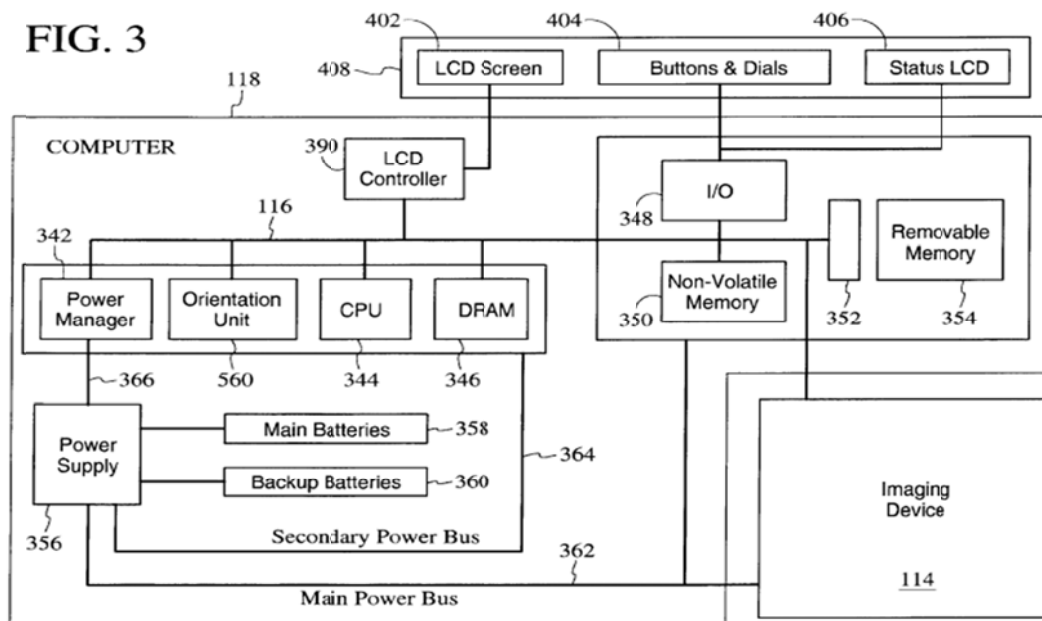 FIG. 3
402
404
406
408
LCD Screen
Buttons & Dials
Status LCD
118
COMPUTER
390
LCD
Controller
I/O
348
116
342
Removable
Memory
Power
Manager
Orientation
Unit
CPU
DRAM
Non-Volatile
Memory
350
352
354
366
560
344
346
Power
Supply
Main Batteries
358
364
Backup Batteries
360
Imaging
Device
356
Secondary Power Bus
362
Main Power Bus
114